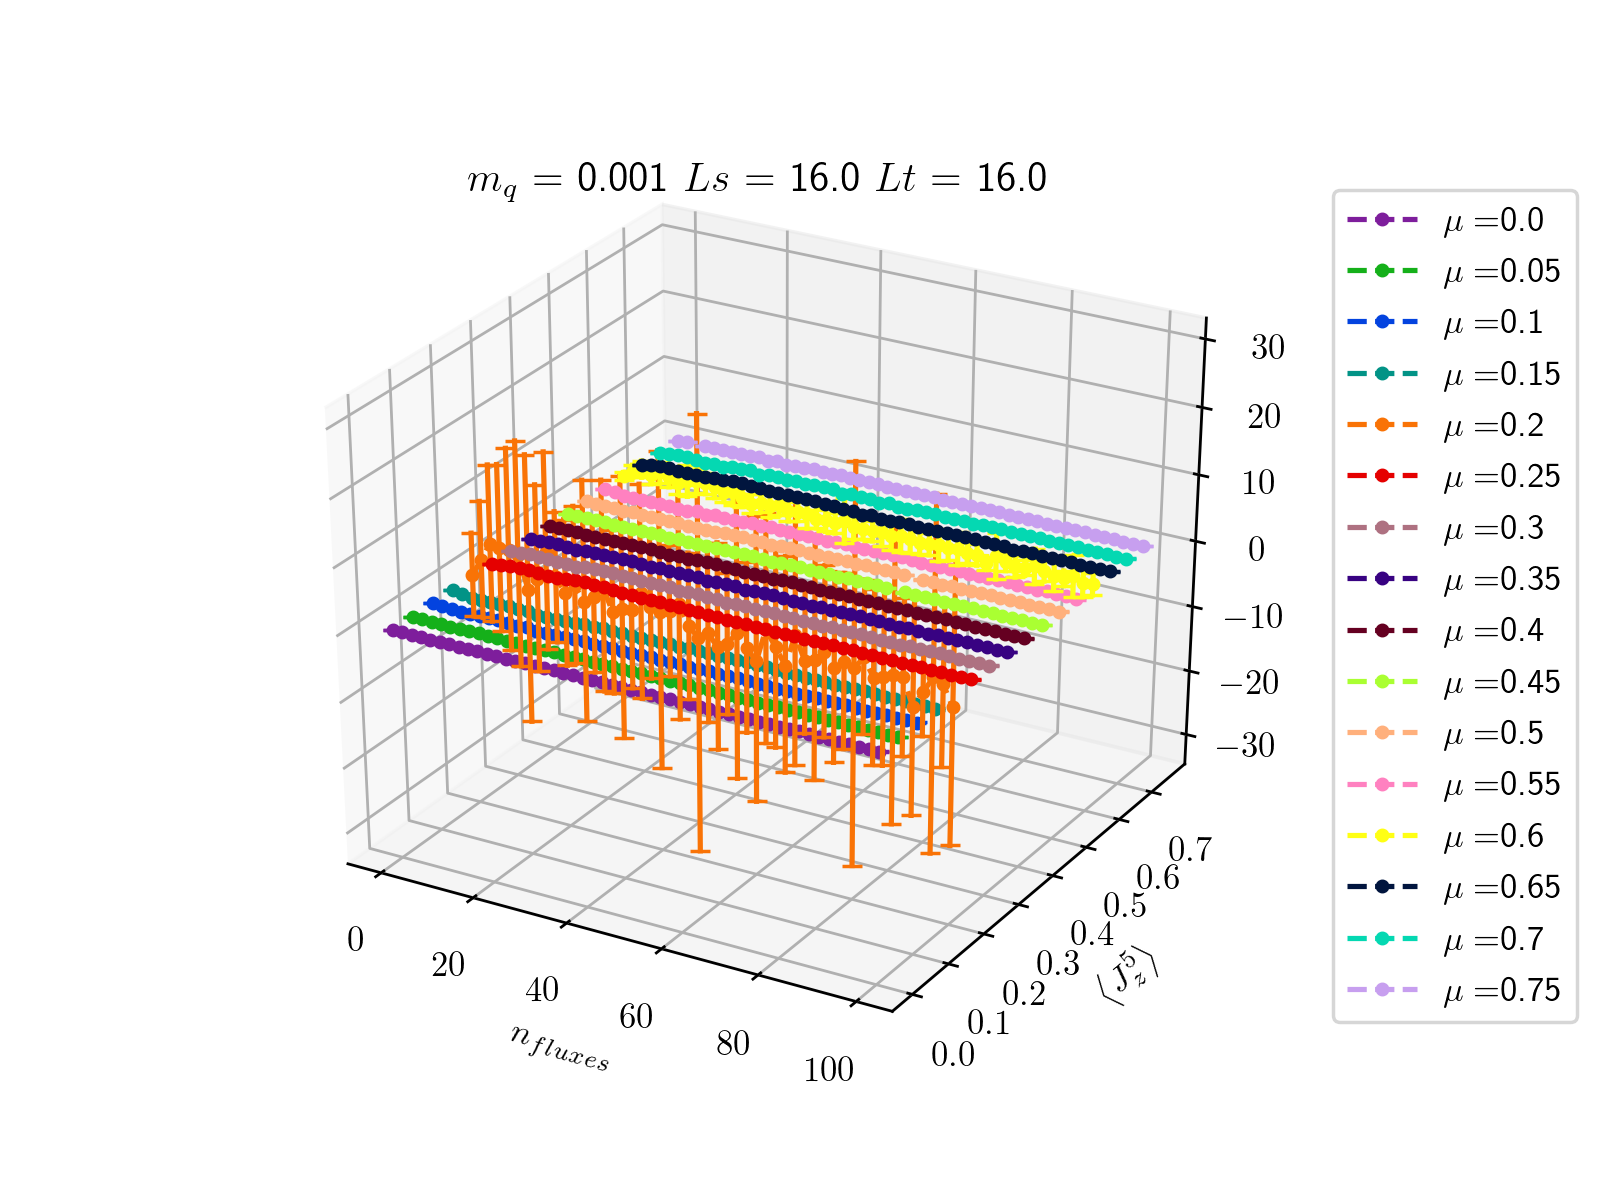 m_q = 0.001 Ls = 16.0 Lt = 16.0
30
20
10
0
−10
−20
−30
0
20
40
60
80
100
n_{fluxes}
0.0
0.1
0.2
0.3
0.4
0.5
0.6
0.7
⟨J_z^5⟩
μ =0.0
μ =0.05
μ =0.1
μ =0.15
μ =0.2
μ =0.25
μ =0.3
μ =0.35
μ =0.4
μ =0.45
μ =0.5
μ =0.55
μ =0.6
μ =0.65
μ =0.7
μ =0.75